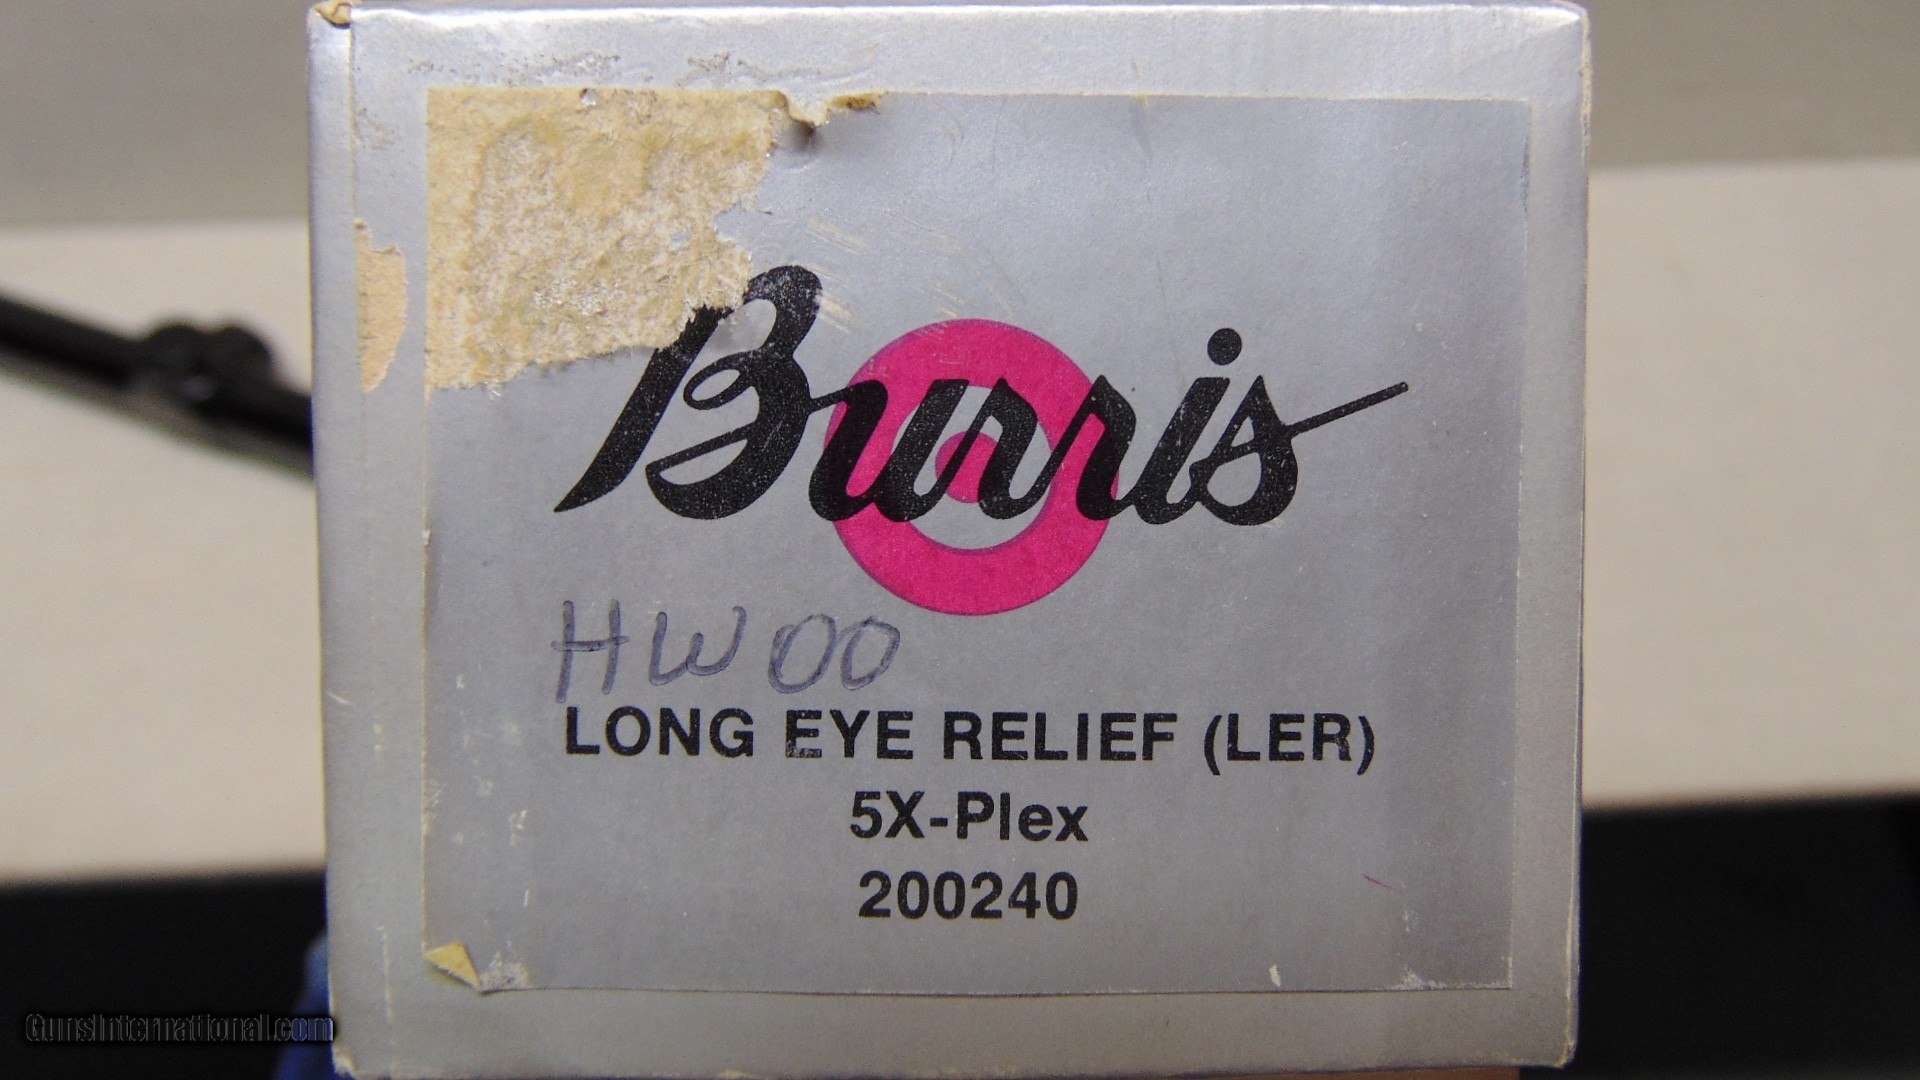 Burris
HW00
LONG EYE RELIEF (LER)
5X-Plex
200240
GunsInternational.com